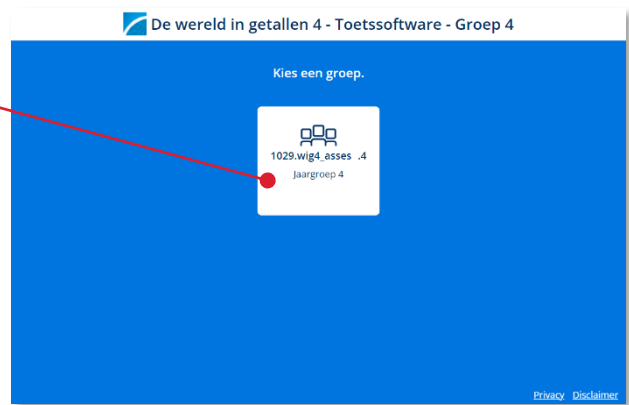 De wereld in getallen 4 - Toetssoftware - Groep 4
Kies een groep.
1029.wig4_asses .4
Jaargroep 4
Privacy Disclaimer